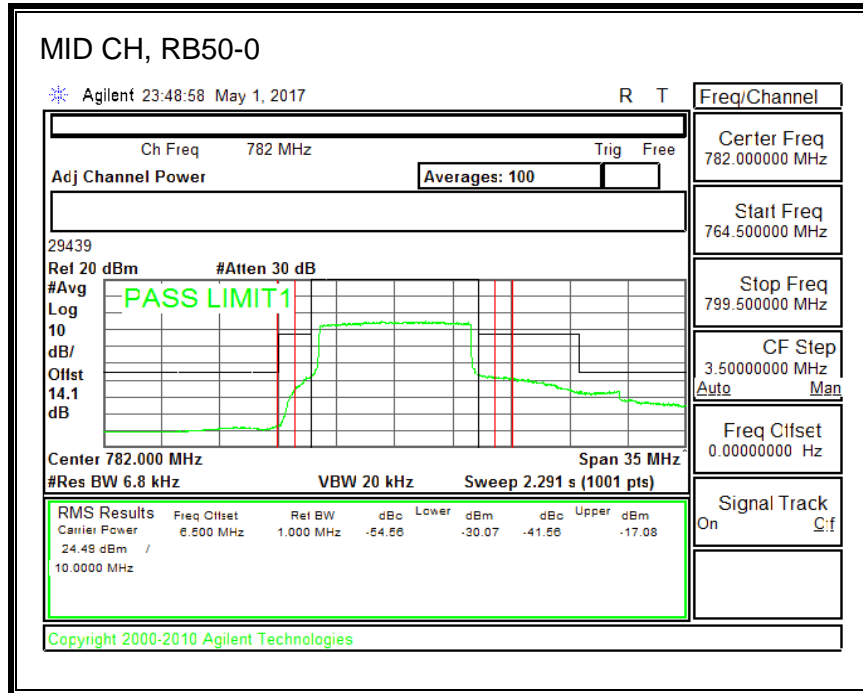 MID CH, RB50-0
Agilent 23:48:58 May 1, 2017 R T
Freq/Channel
Ch Freq 782 MHz Trig Free
Adj Channel Power Averages: 100
29439
Ref 20 dBm #Atten 30 dB
#Avg
Log
10
dB/
Offst
14.1
dB
PASS LIMIT1
Center 782.000 MHz Span 35 MHz
#Res BW 6.8 kHz VBW 20 kHz Sweep 2.291 s (1001 pts)
RMS Results Freq Offset Ref BW dBc Lower dBm dBc Upper dBm
Carrier Power 6.500 MHz 1.000 MHz -54.56 -30.07 -41.56 -17.08
24.49 dBm /
10.0000 MHz
Center Freq
782.000000 MHz
Start Freq
764.500000 MHz
Stop Freq
799.500000 MHz
CF Step
3.50000000 MHz
Auto Man
Freq Offset
0.00000000 Hz
Signal Track
On Off
Copyright 2000-2010 Agilent Technologies